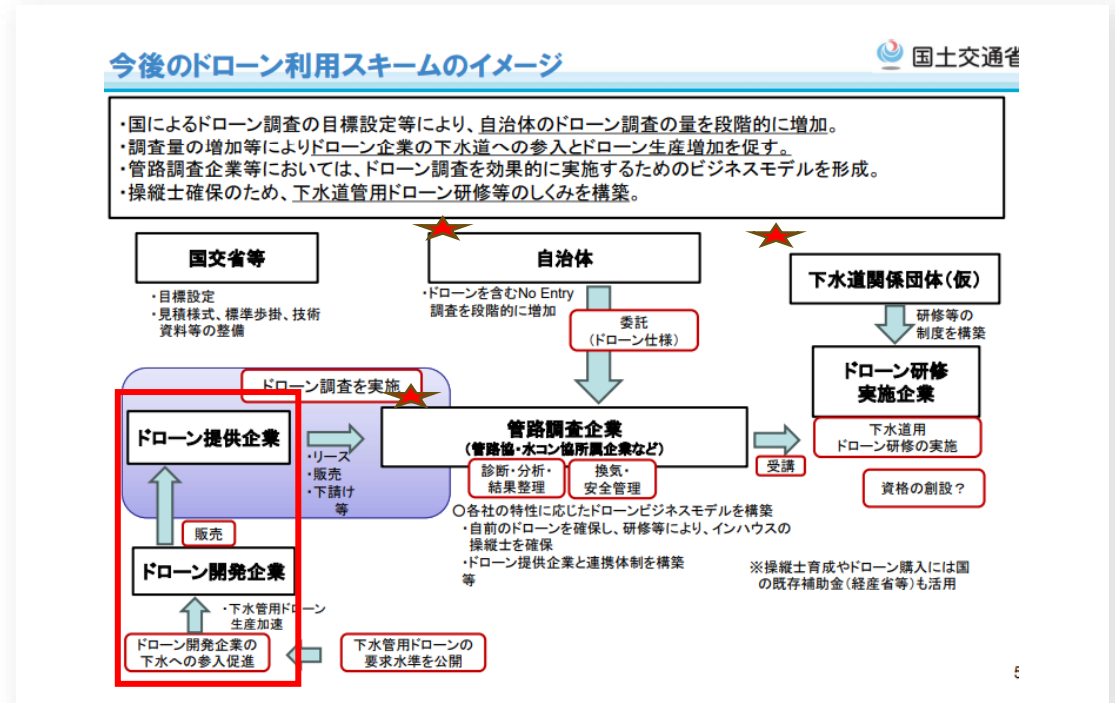 今後のドローン利用スキームのイメージ
国土交通省
・国によるドローン調査の目標設定等により、自治体のドローン調査の量を段階的に増加。
・調査量の増加等によりドローン企業の下水道への参入とドローン生産増加を促す。
・管路調査企業等においては、ドローン調査を効果的に実施するためのビジネスモデルを形成。
・操縦士確保のため、下水道管用ドローン研修等のしくみを構築。
国交省等
・目標設定
・見積様式、標準歩掛、技術
資料等の整備
自治体
・ドローンを含むNo Entry
調査を段階的に増加
委託
(ドローン仕様)
下水道関係団体(仮)
研修等の
制度を構築
ドローン研修
実施企業
下水道用
ドローン研修の実施
資格の創設？
ドローン調査を実施
ドローン提供企業
・リース
・販売
・下請け
等
管路調査企業
(管路協・水コン協所属企業など)
診断・分析・
結果整理
換気・
安全管理
受講
〇各社の特性に応じたドローンビジネスモデルを構築
・自前のドローンを確保し、研修等により、インハウスの
操縦士を確保
・ドローン提供企業と連携体制を構築
等
販売
ドローン開発企業
・下水管用ドローン
生産加速
ドローン開発企業の
下水への参入促進
下水管用ドローンの
要求水準を公開
※操縦士育成やドローン購入には国
の既存補助金(経産省等)も活用